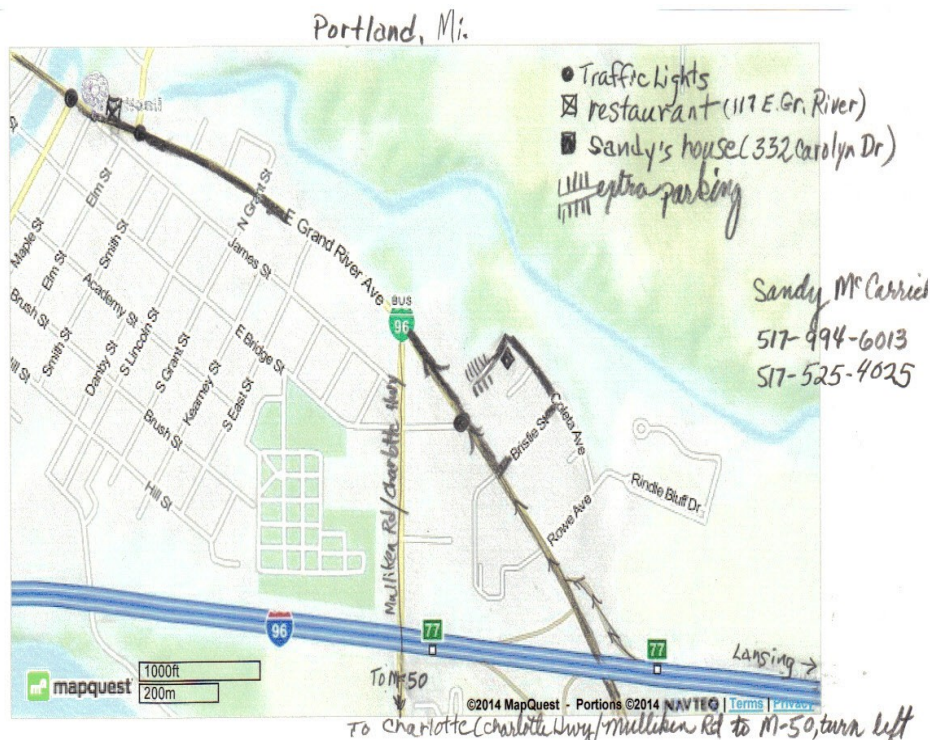 Portland, Mi.
Traffic Lights
restaurant (117 E. Gr. River)
Sandy's house (332 Carolyn Dr)
extra parking
Sandy McCarrick
517-994-6013
517-525-4025
Elm St
N Grant St
E Grand River Ave
Maple St
Elm St
Smith St
James St
Academy St
Brush St
Smith St
Danby St
S Lincoln St
S Grant St
Kearney St
S East St
E Bridge St
Brush St
Hill St
Hill St
BUS
96
Mulliken Rd/Charlotte Hwy
Bristle St
Coleta Ave
Rowe Ave
Rindle Bluff Dr
96
77
77
Lansing →
mapquest
1000ft
200m
To M-50
©2014 MapQuest - Portions ©2014 NAVTEQ | Terms | Privacy
To Charlotte (Charlotte Hwy/Mulliken Rd to M-50, turn left